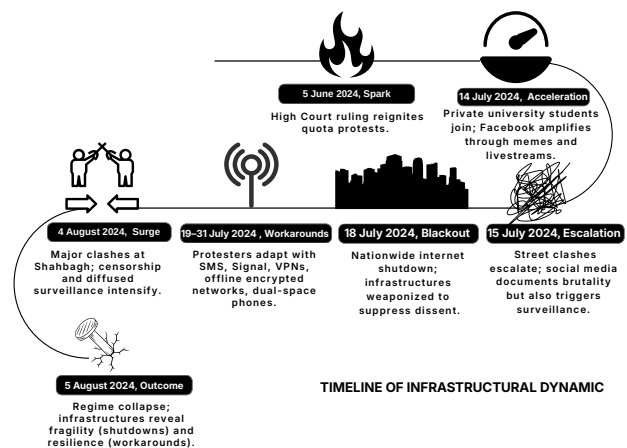 5 June 2024, Spark
High Court ruling reignites
quota protests.
14 July 2024, Acceleration
Private university students
join; Facebook amplifies
through memes and
livestreams.
15 July 2024, Escalation
Street clashes
escalate; social media
documents brutality
but also triggers
surveillance.
18 July 2024, Blackout
Nationwide internet
shutdown;
infrastructures
weaponized to
suppress dissent.
19–31 July 2024 , Workarounds
Protesters adapt with
SMS, Signal, VPNs,
offline encrypted
networks, dual-space
phones.
4 August 2024, Surge
Major clashes at
Shahbagh; censorship
and diffused
surveillance intensify.
5 August 2024, Outcome
Regime collapse;
infrastructures reveal
fragility (shutdowns) and
resilience (workarounds).
TIMELINE OF INFRASTRUCTURAL DYNAMIC